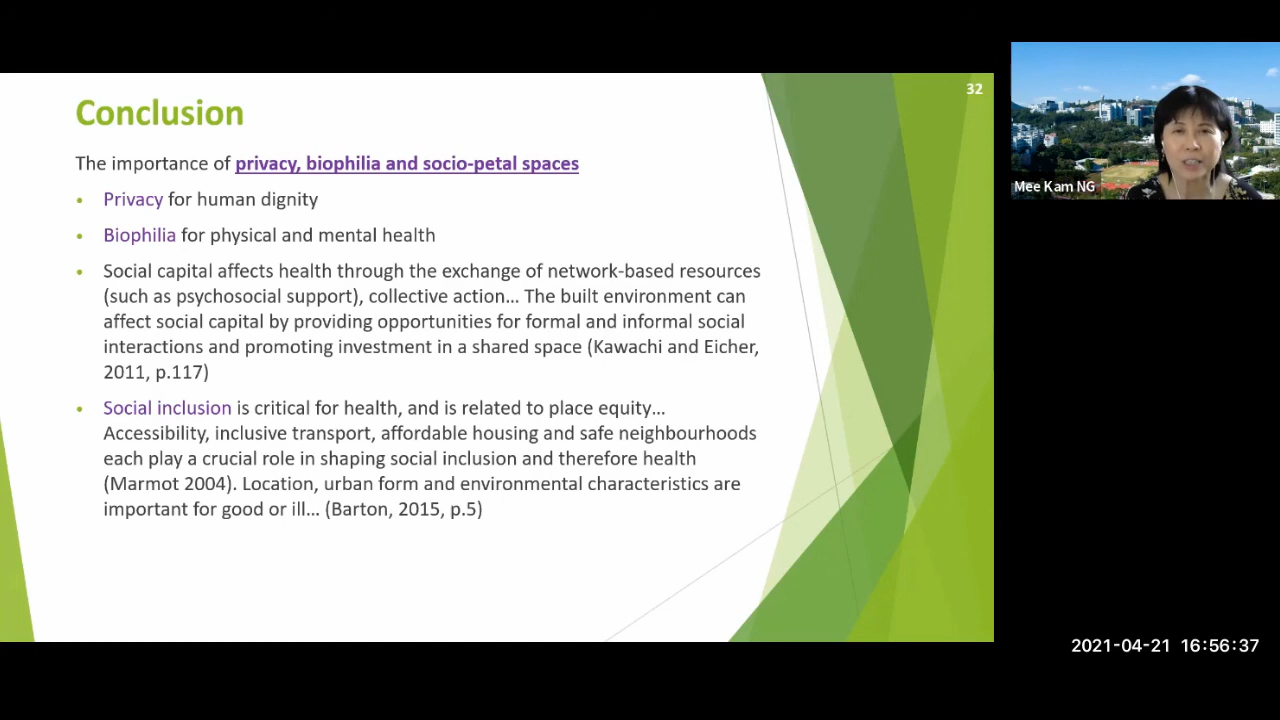 32
Conclusion
The importance of privacy, biophilia and socio-petal spaces
• Privacy for human dignity
• Biophilia for physical and mental health
• Social capital affects health through the exchange of network-based resources
(such as psychosocial support), collective action… The built environment can
affect social capital by providing opportunities for formal and informal social
interactions and promoting investment in a shared space (Kawachi and Eicher,
2011, p.117)
• Social inclusion is critical for health, and is related to place equity…
Accessibility, inclusive transport, affordable housing and safe neighbourhoods
each play a crucial role in shaping social inclusion and therefore health
(Marmot 2004). Location, urban form and environmental characteristics are
important for good or ill… (Barton, 2015, p.5)
Mee Kam NG
2021-04-21 16:56:37